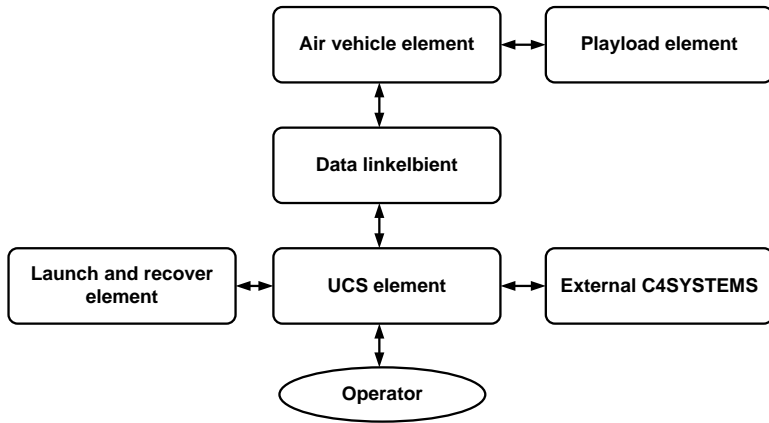 Air vehicle element
Playload element
Data linkelbient
Launch and recover
element
UCS element
External C4SYSTEMS
Operator